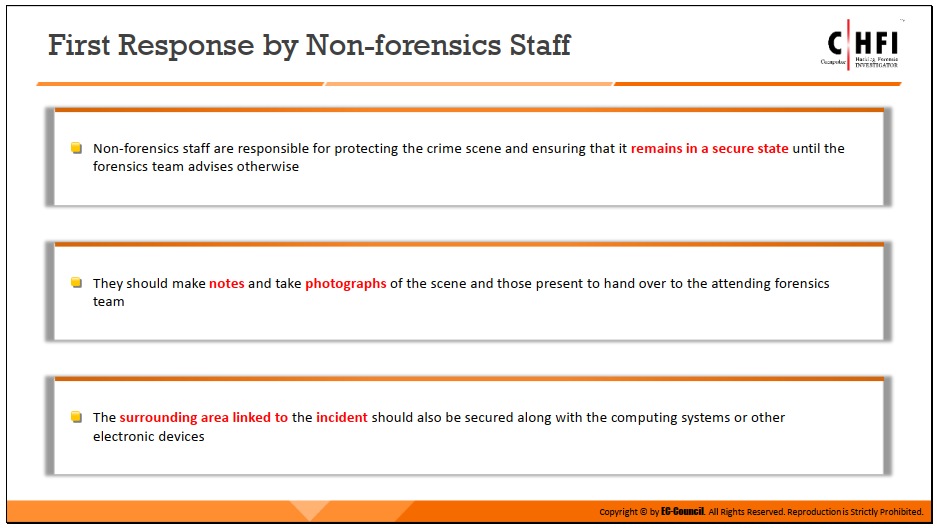 First Response by Non-forensics Staff
C HFI
Computer Hacking Forensic
INVESTIGATOR
Non-forensics staff are responsible for protecting the crime scene and ensuring that it remains in a secure state until the
forensics team advises otherwise
They should make notes and take photographs of the scene and those present to hand over to the attending forensics
team
The surrounding area linked to the incident should also be secured along with the computing systems or other
electronic devices
Copyright © by EC-Council. All Rights Reserved. Reproduction is Strictly Prohibited.